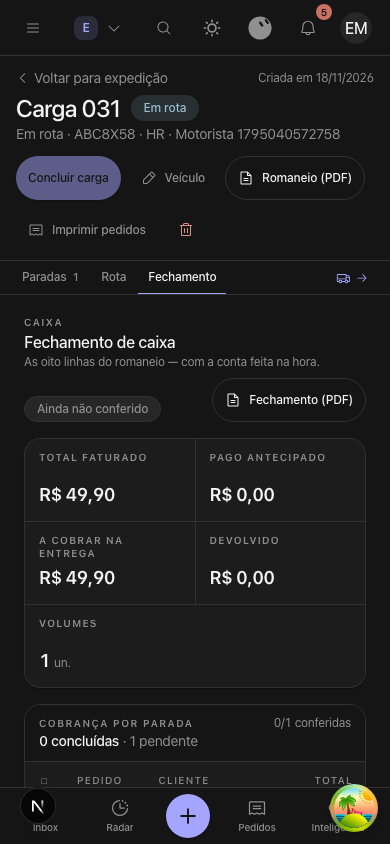 E
5
EM
Voltar para expedição
Criada em 18/11/2026
Carga 031
Em rota
Em rota · ABC8X58 · HR · Motorista 1795040572758
Concluir carga
Veículo
Romaneio (PDF)
Imprimir pedidos
Paradas 1
Rota
Fechamento
CAIXA
Fechamento de caixa
As oito linhas do romaneio — com a conta feita na hora.
Ainda não conferido
Fechamento (PDF)
TOTAL FATURADO
PAGO ANTECIPADO
R$ 49,90
R$ 0,00
A COBRAR NA
ENTREGA
DEVOLVIDO
R$ 49,90
R$ 0,00
VOLUMES
1 un.
COBRANÇA POR PARADA
0/1 conferidas
0 concluídas · 1 pendente
PEDIDO
CLIENTE
TOTAL
N
Inbox
Radar
Pedidos